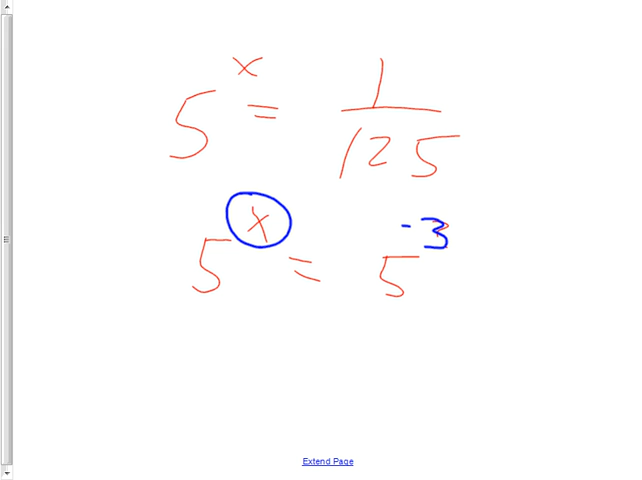 5^x = 1/125
5^x = 5^-3
Extend Page